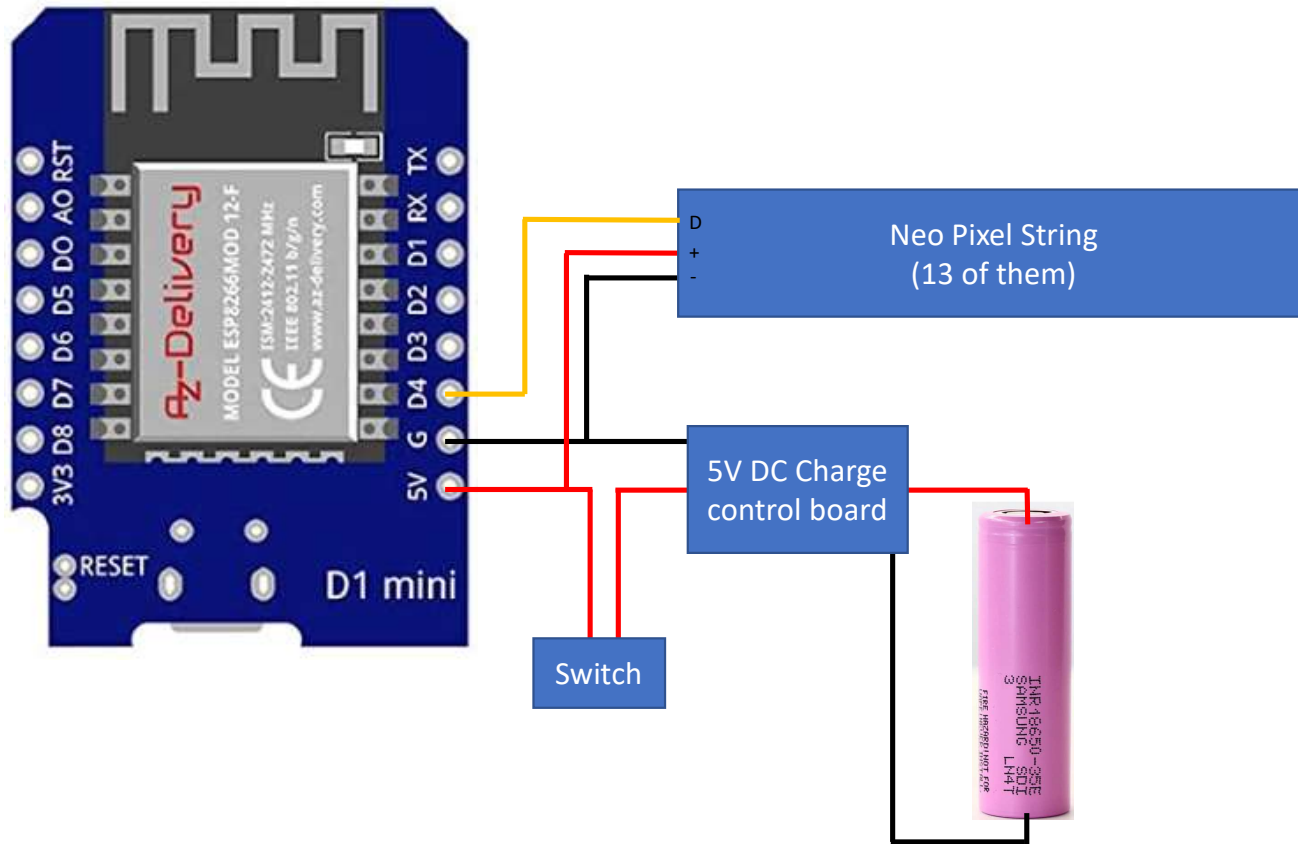 RST
AO
DO
D5
D6
D7
D8
3V3
TX
RX
D1
D2
D3
D4
G
5V
Az-Delivery
MODEL ESP8266MOD 12-F
ISM:2412-2472 MHz
IEEE 802.11 b/g/n
www.az-delivery.com
CE
RESET
D1 mini
D
+
-
Neo Pixel String
(13 of them)
5V DC Charge
control board
Switch
INR18650-35E
SAMSUNG SDI
3 LN4T